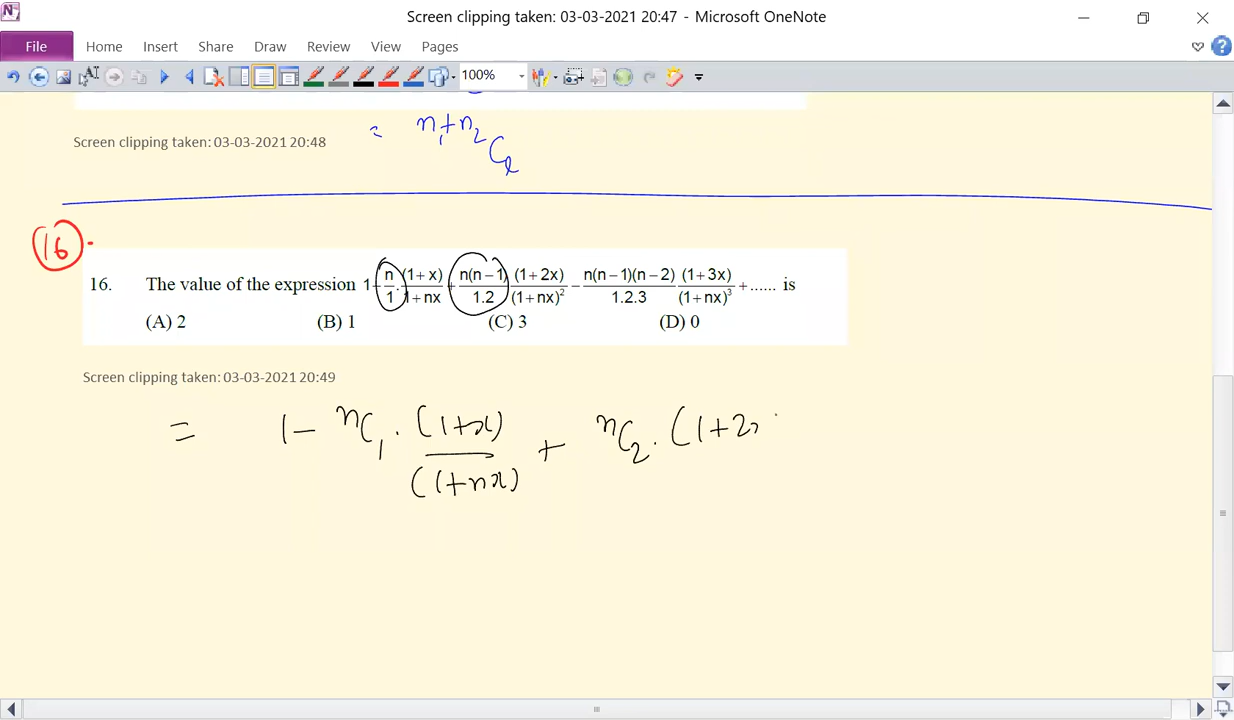 Screen clipping taken: 03-03-2021 20:47 - Microsoft OneNote
File Home Insert Share Draw Review View Pages
100%
= n₁+n₂Cᵣ
Screen clipping taken: 03-03-2021 20:48
(16)
16. The value of the expression 1 - n/1 . (1+x)/(1+nx) + n(n-1)/1.2 (1+2x)/(1+nx)² - n(n-1)(n-2)/1.2.3 (1+3x)/(1+nx)³ + ...... is
(A) 2 (B) 1 (C) 3 (D) 0
Screen clipping taken: 03-03-2021 20:49
= 1 - ⁿC₁ . (1+x)/(1+nx) + ⁿC₂ . (1+2x